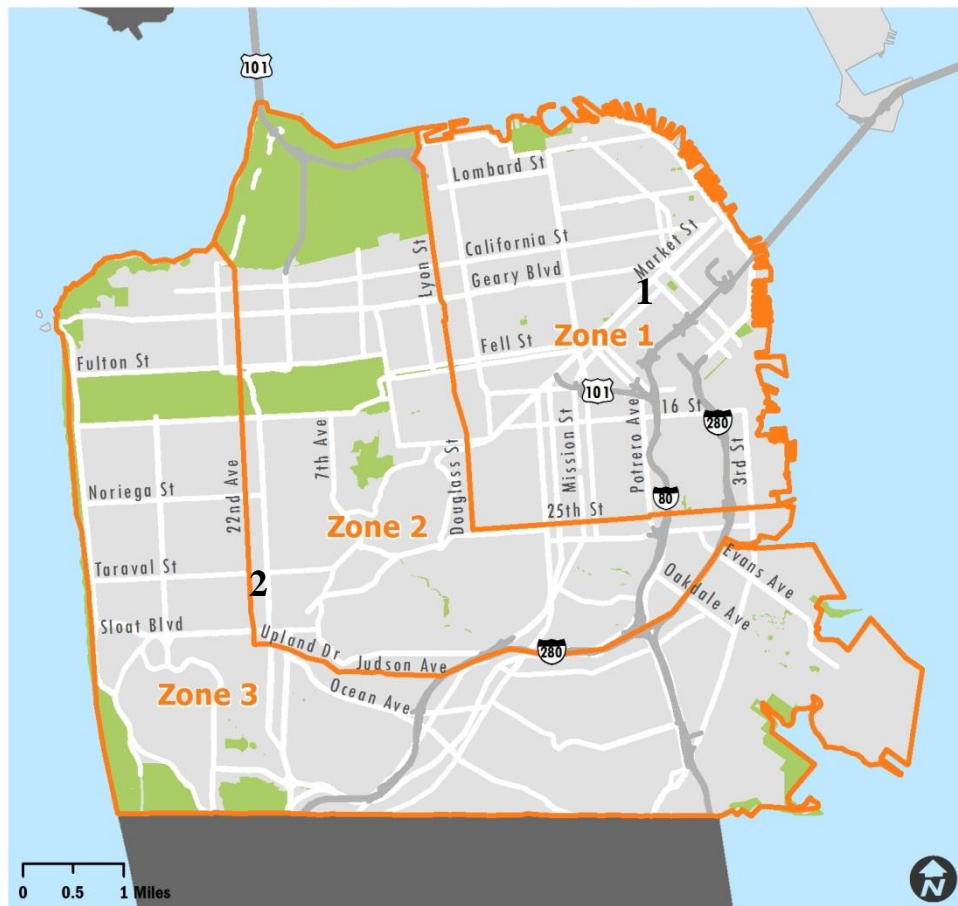 101
Lombard St
California St
Market St
Lyon St
Geary Blvd
1
Zone 1
Fell St
Fulton St
101
16 St
280
7th Ave
Mission St
Potrero Ave
3rd St
22nd Ave
Noriega St
Douglass St
80
25th St
Zone 2
Evans Ave
Taraval St
2
Oakdale Ave
Sloat Blvd
Upland Dr
280
Judson Ave
Zone 3
Ocean Ave
0 0.5 1 Miles
N